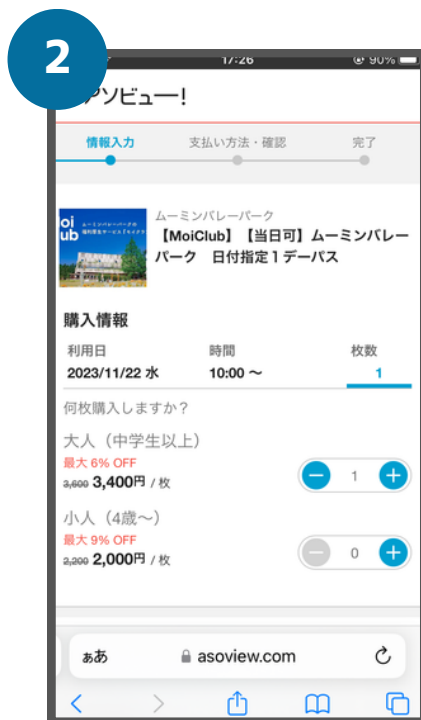 2
17:26
90%
アソビュー!
情報入力
支払い方法・確認
完了
ムーミンバレーパーク
【MoiClub】【当日可】ムーミンバレーパーク 日付指定1デーパス
購入情報
利用日
時間
枚数
2023/11/22 水
10:00 〜
1
何枚購入しますか?
大人（中学生以上）
最大 6% OFF
3,600 3,400円 / 枚
1
小人（4歳〜）
最大 9% OFF
2,200 2,000円 / 枚
0
ぁあ
asoview.com